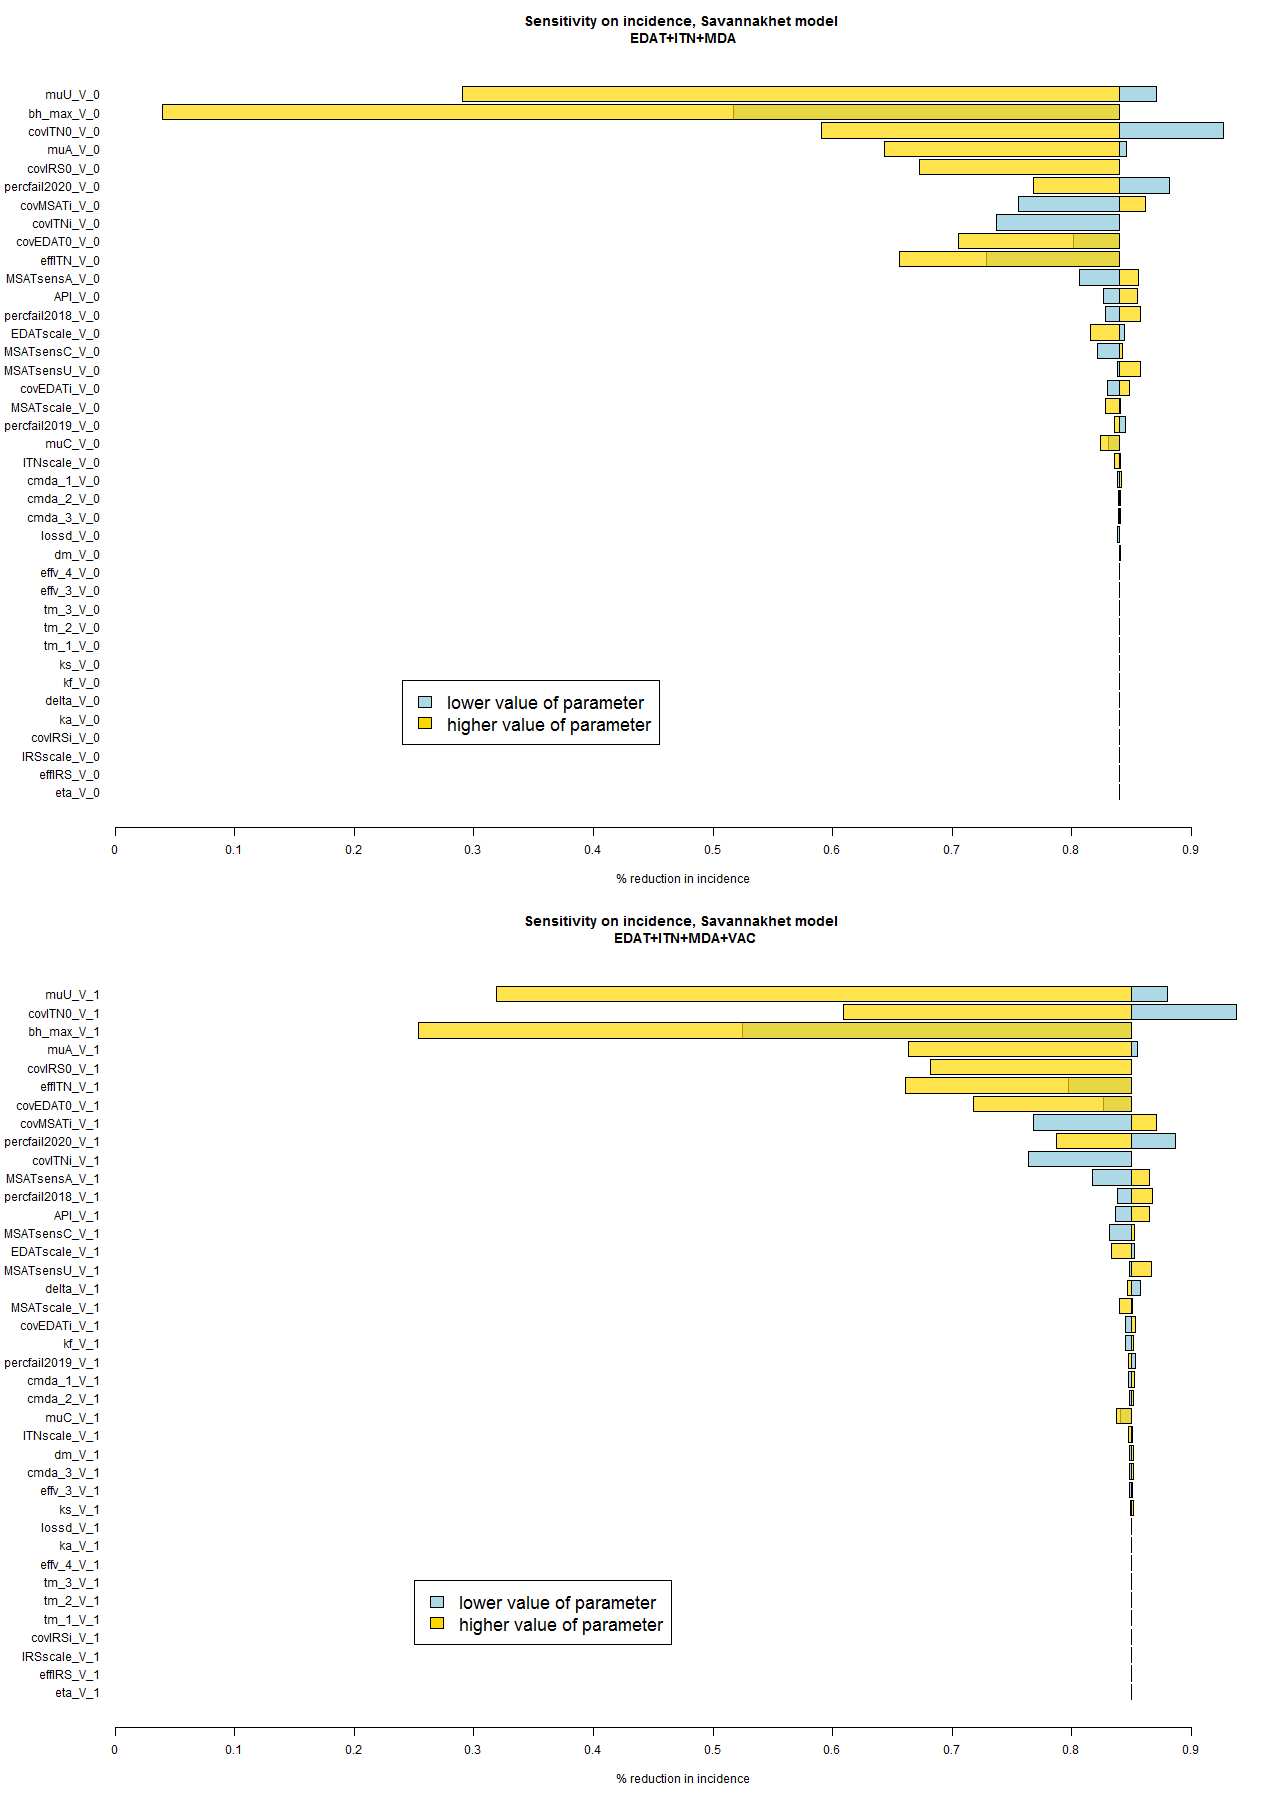 Sensitivity on incidence, Savannakhet model
EDAT+ITN+MDA
muU_V_0
bh_max_V_0
covITN0_V_0
muA_V_0
covIRS0_V_0
percfail2020_V_0
covMSATi_V_0
covITNi_V_0
covEDAT0_V_0
effITN_V_0
MSATsensA_V_0
API_V_0
percfail2018_V_0
EDATscale_V_0
MSATsensC_V_0
MSATsensU_V_0
covEDATi_V_0
MSATscale_V_0
percfail2019_V_0
muC_V_0
ITNscale_V_0
cmda_1_V_0
cmda_2_V_0
cmda_3_V_0
lossd_V_0
dm_V_0
effv_4_V_0
effv_3_V_0
tm_3_V_0
tm_2_V_0
tm_1_V_0
ks_V_0
kf_V_0
delta_V_0
ka_V_0
covIRSi_V_0
IRSscale_V_0
effIRS_V_0
eta_V_0
lower value of parameter
higher value of parameter
0 0.1 0.2 0.3 0.4 0.5 0.6 0.7 0.8 0.9
% reduction in incidence
Sensitivity on incidence, Savannakhet model
EDAT+ITN+MDA+VAC
muU_V_1
covITN0_V_1
bh_max_V_1
muA_V_1
covIRS0_V_1
effITN_V_1
covEDAT0_V_1
covMSATi_V_1
percfail2020_V_1
covITNi_V_1
MSATsensA_V_1
percfail2018_V_1
API_V_1
MSATsensC_V_1
EDATscale_V_1
MSATsensU_V_1
delta_V_1
MSATscale_V_1
covEDATi_V_1
kf_V_1
percfail2019_V_1
cmda_1_V_1
cmda_2_V_1
muC_V_1
ITNscale_V_1
dm_V_1
cmda_3_V_1
effv_3_V_1
ks_V_1
lossd_V_1
ka_V_1
effv_4_V_1
tm_3_V_1
tm_2_V_1
tm_1_V_1
covIRSi_V_1
IRSscale_V_1
effIRS_V_1
eta_V_1
lower value of parameter
higher value of parameter
0 0.1 0.2 0.3 0.4 0.5 0.6 0.7 0.8 0.9
% reduction in incidence